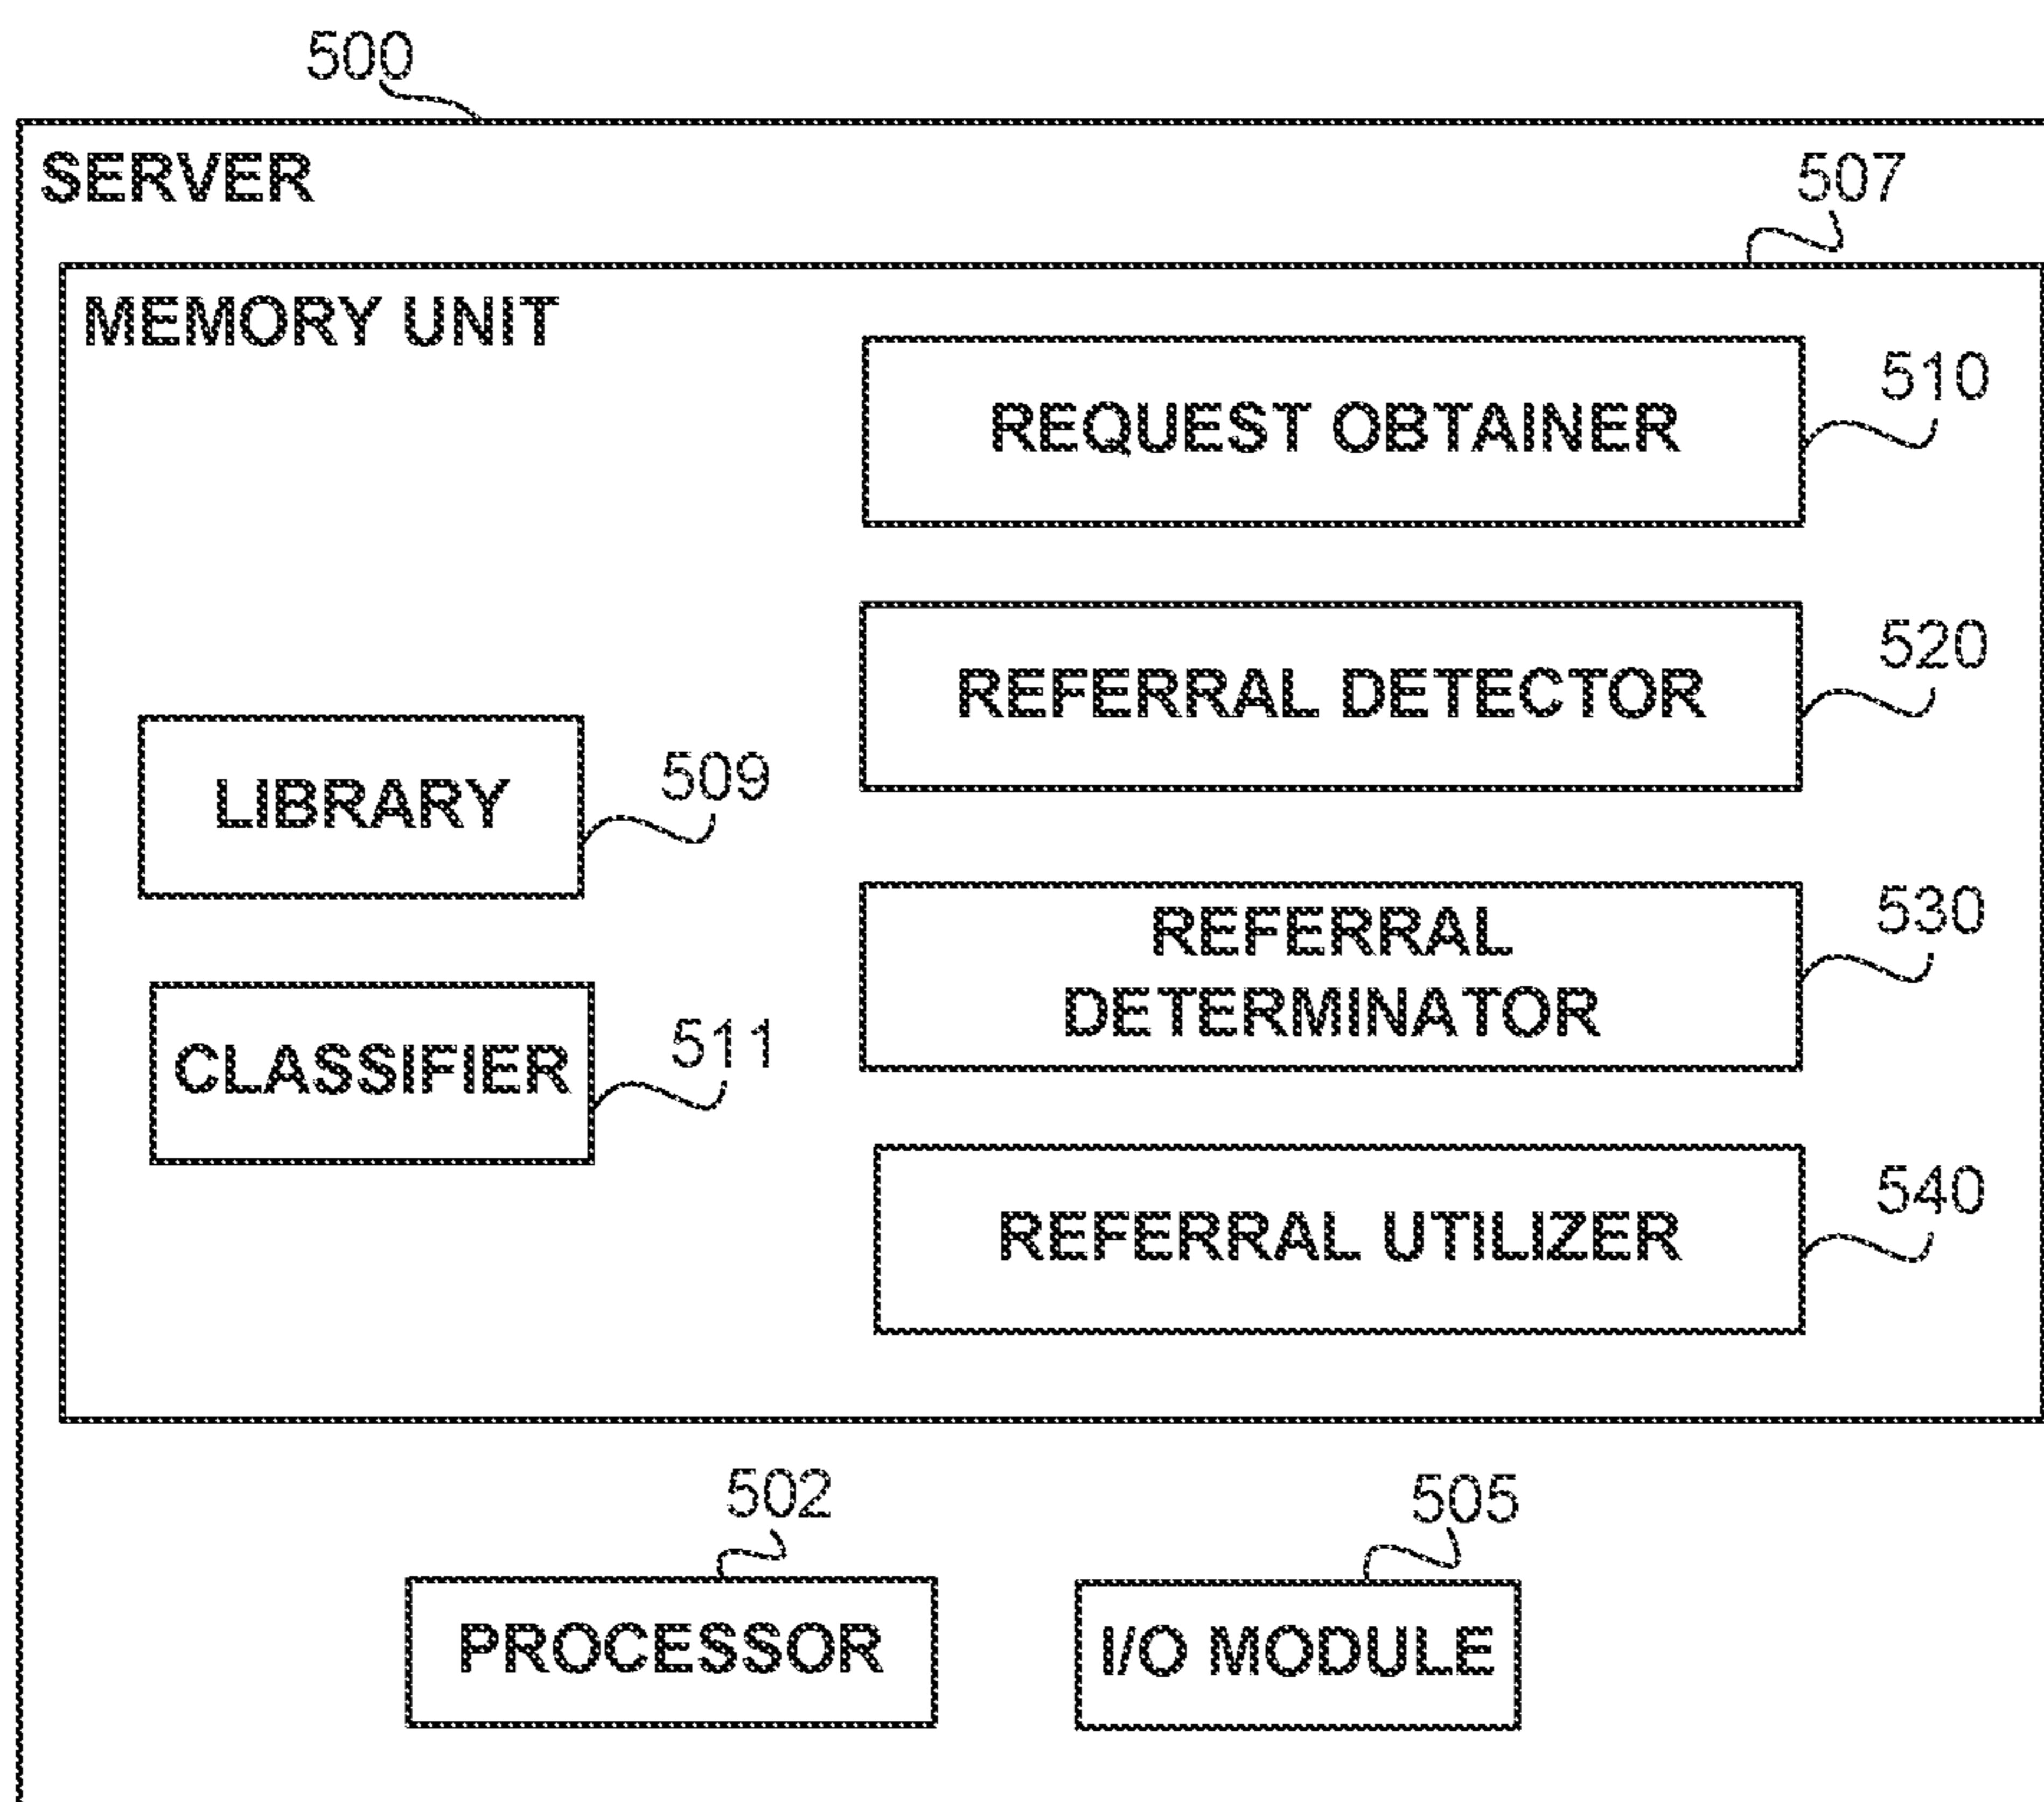 500
SERVER
507
MEMORY UNIT
REQUEST OBTAINER
510
REFERRAL DETECTOR
520
LIBRARY
509
REFERRAL
DETERMINATOR
530
CLASSIFIER
511
REFERRAL UTILIZER
540
502
505
PROCESSOR
I/O MODULE